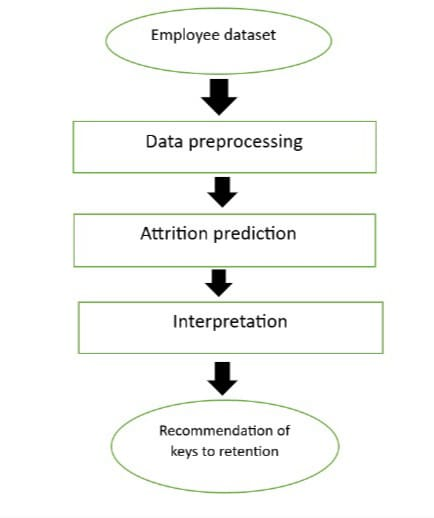 Employee dataset
Data preprocessing
Attrition prediction
Interpretation
Recommendation of
keys to retention